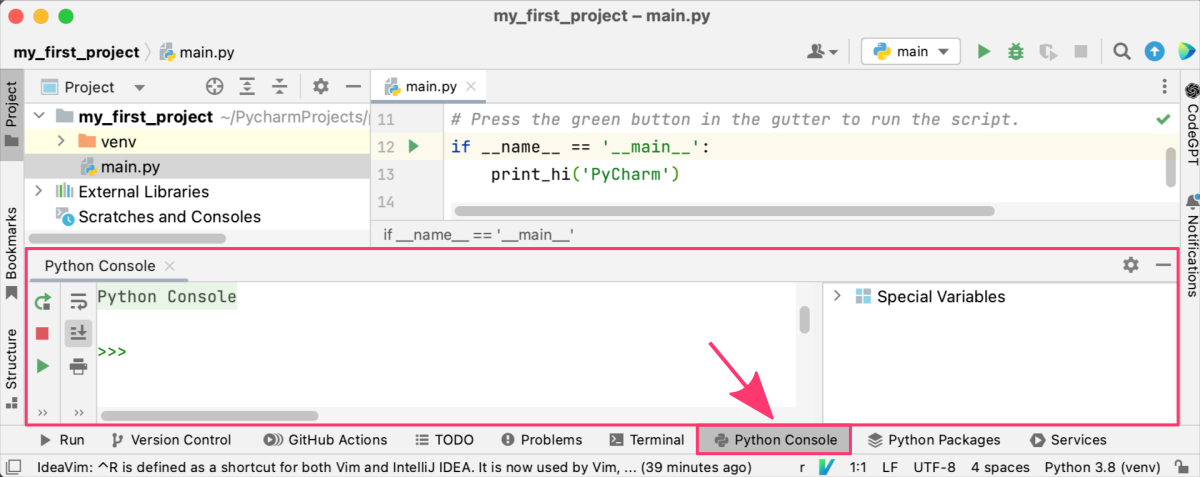 my_first_project – main.py
my_first_project main.py
main
Project
Project
main.py
my_first_project ~/PycharmProjects/
venv
main.py
External Libraries
Scratches and Consoles
11 # Press the green button in the gutter to run the script.
12 if __name__ == '__main__':
13 print_hi('PyCharm')
14
if __name__ == '__main__'
CodeGPT
Notifications
Bookmarks
Structure
Python Console
Python Console
>>>
Special Variables
Run Version Control GitHub Actions TODO Problems Terminal Python Console Python Packages Services
IdeaVim: ^R is defined as a shortcut for both Vim and IntelliJ IDEA. It is now used by Vim, ... (39 minutes ago) r 1:1 LF UTF-8 4 spaces Python 3.8 (venv)